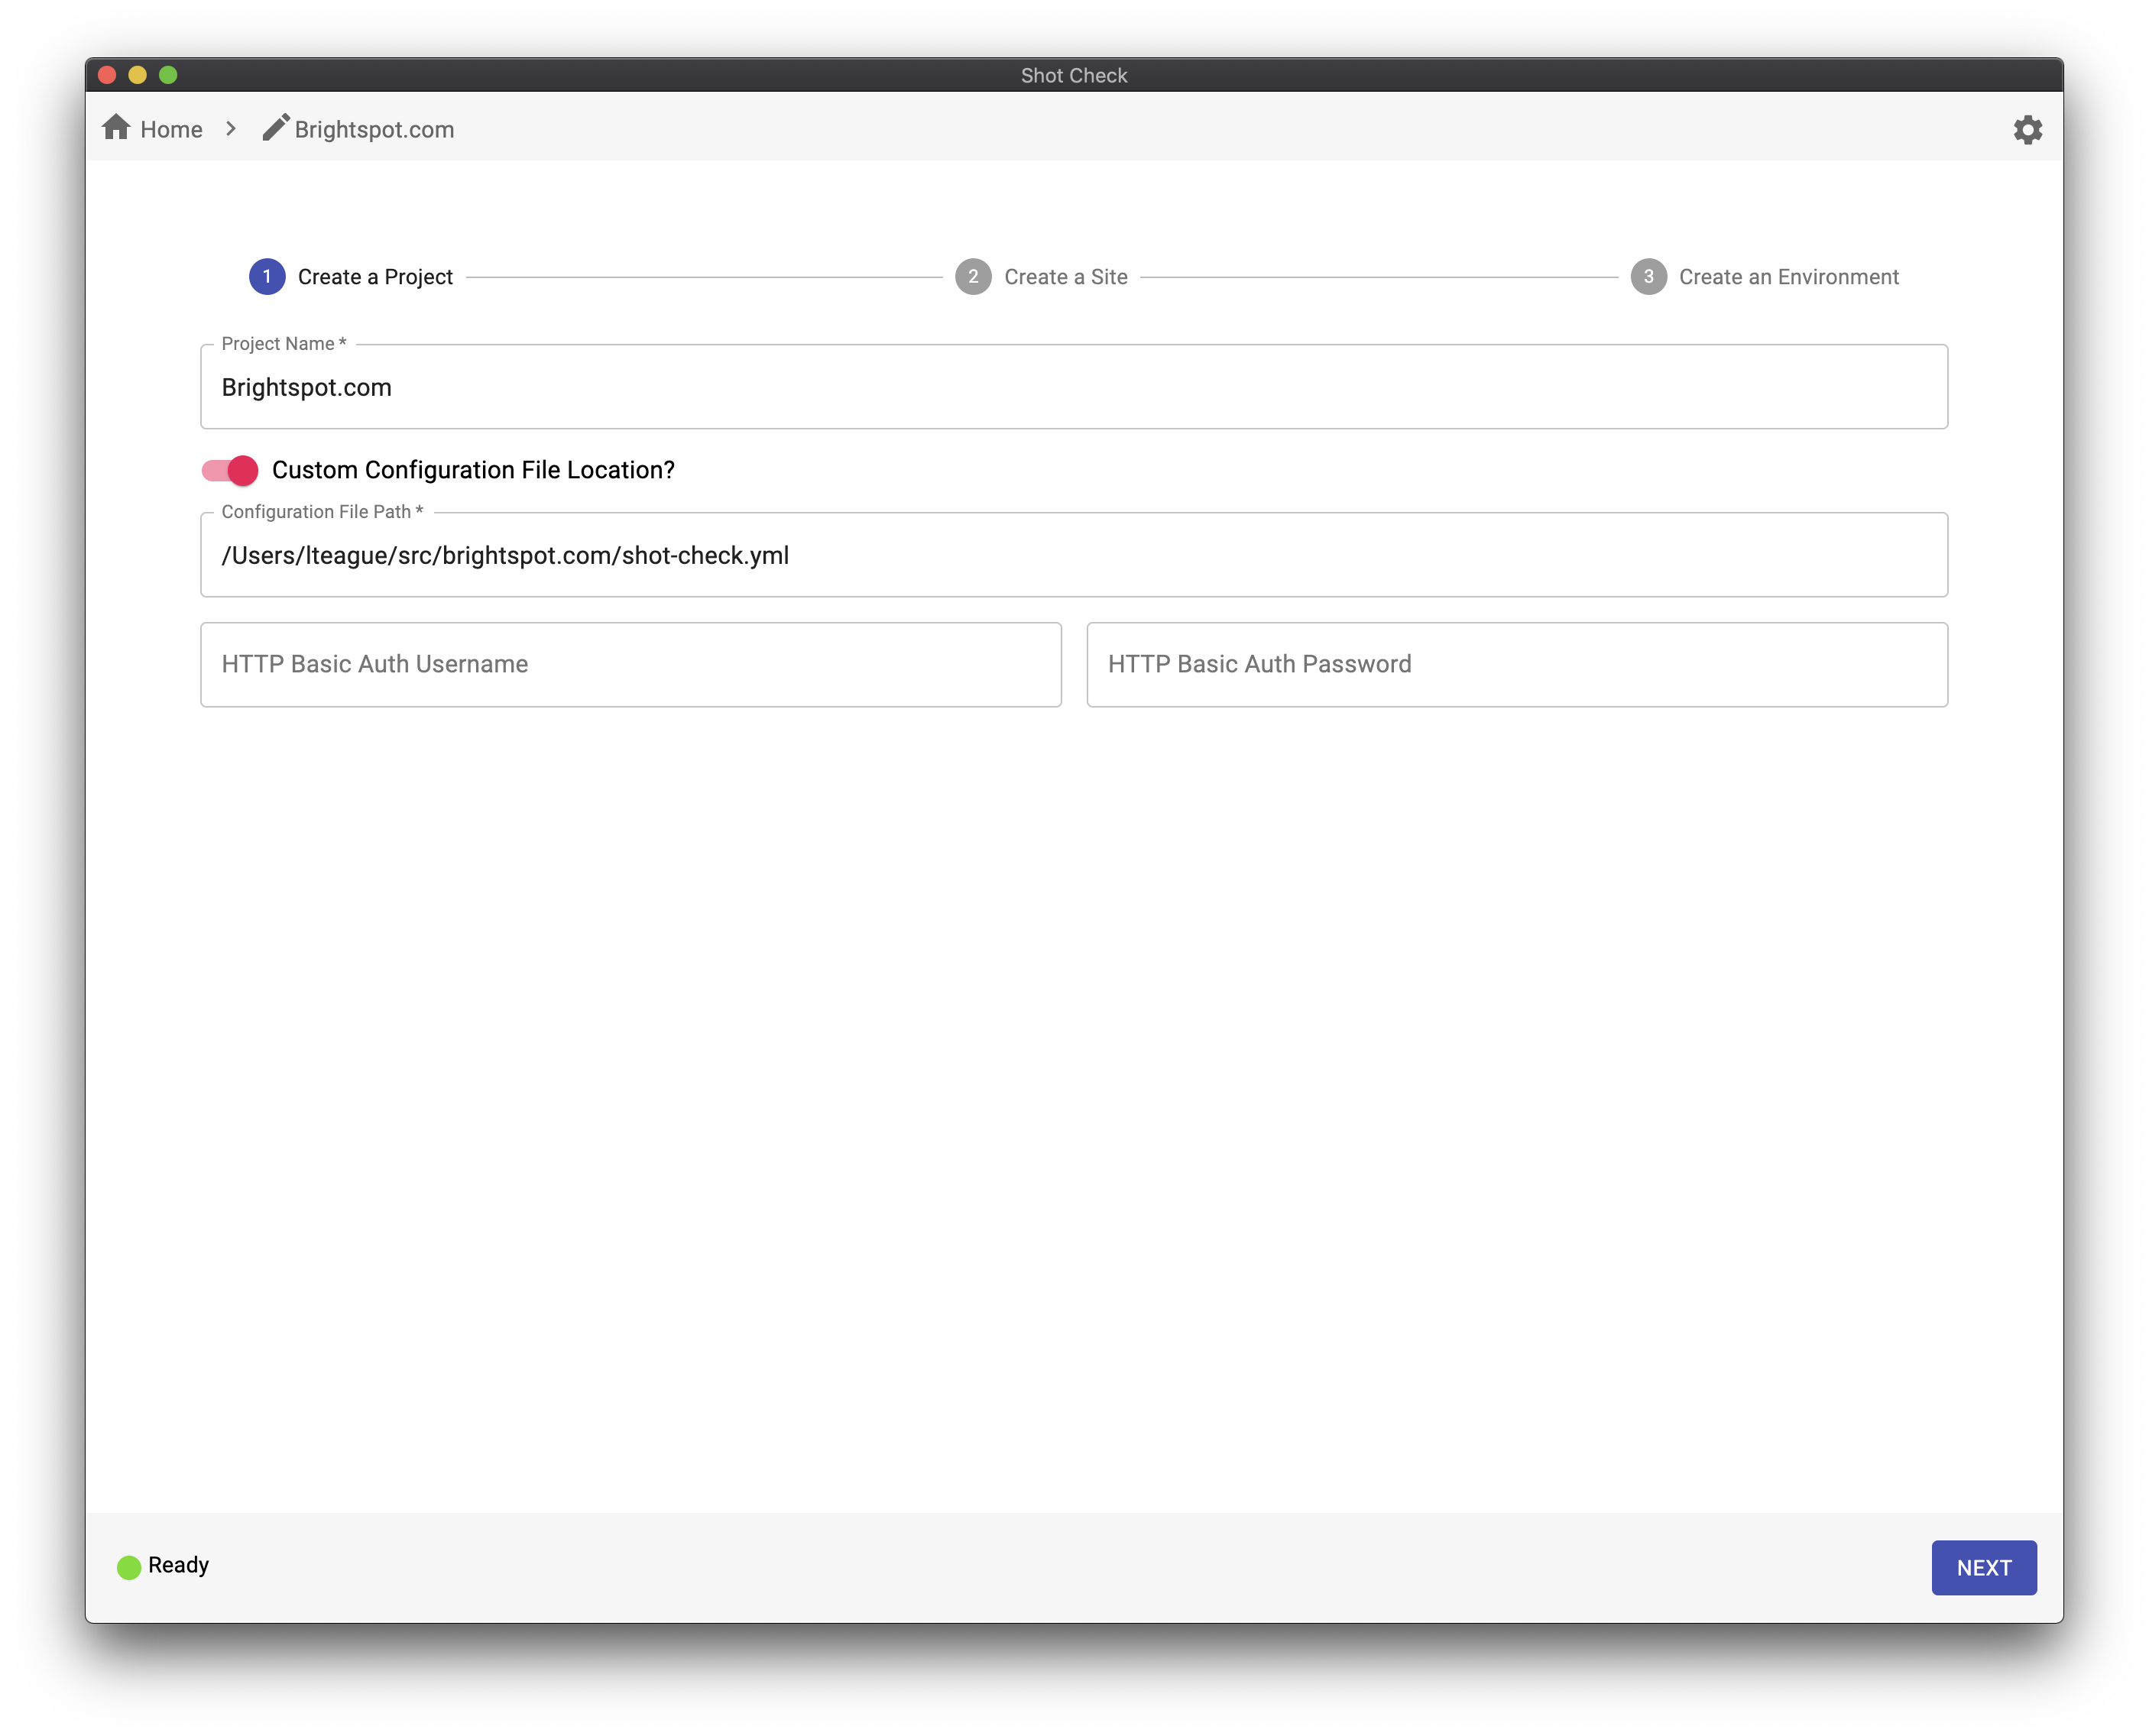 Shot Check
Home > Brightspot.com
1 Create a Project 2 Create a Site 3 Create an Environment
Project Name *
Brightspot.com
Custom Configuration File Location?
Configuration File Path *
/Users/lteague/src/brightspot.com/shot-check.yml
HTTP Basic Auth Username HTTP Basic Auth Password
Ready NEXT